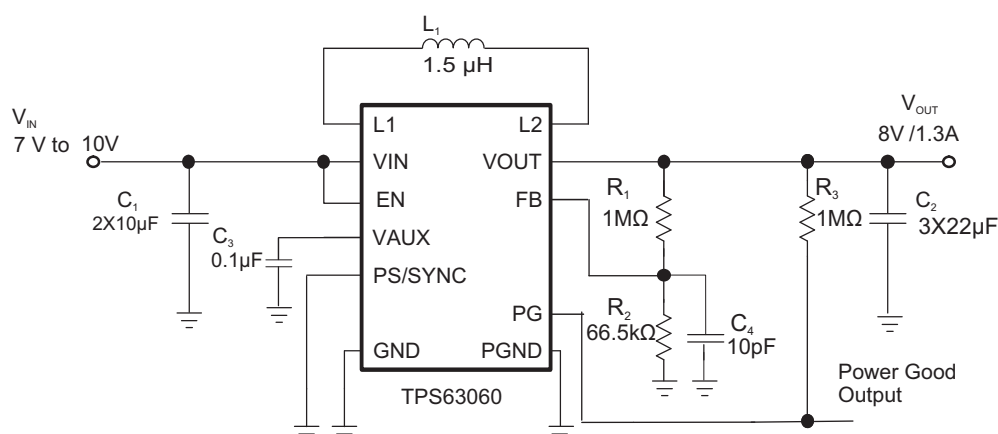 L₁
1.5 µH
V_IN
7 V to 10V
V_OUT
8V /1.3A
L1
L2
VIN
VOUT
EN
FB
VAUX
PS/SYNC
PG
GND
PGND
TPS63060
C₁
2X10µF
C₃
0.1µF
R₁
1MΩ
R₃
1MΩ
C₂
3X22µF
R₂
66.5kΩ
C₄
10pF
Power Good
Output